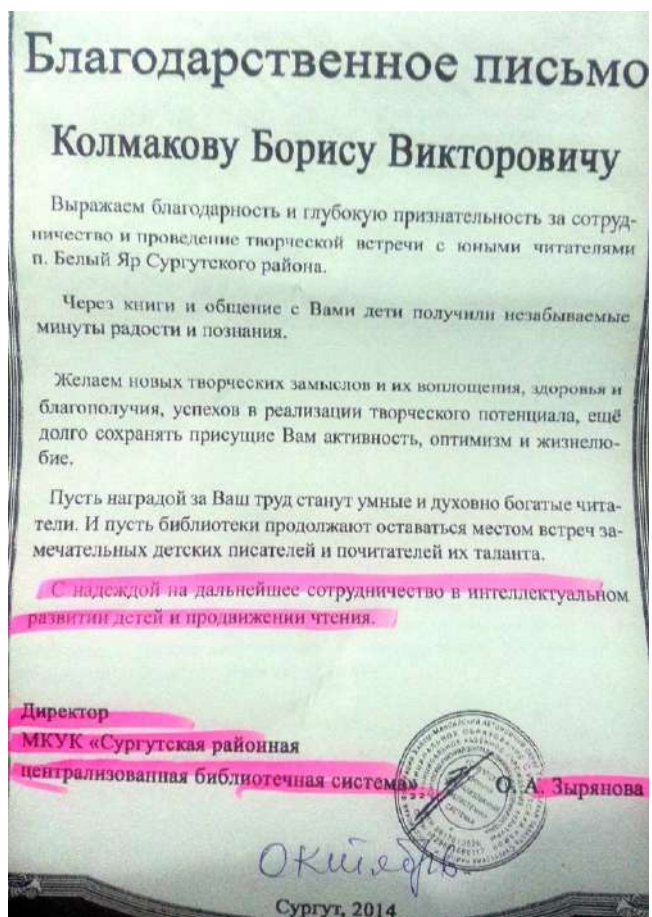 Благодарственное письмо
Колмакову Борису Викторовичу
Выражаем благодарность и глубокую признательность за сотруд-
ничество и проведение творческой встречи с юными читателями
п. Белый Яр Сургутского района.
Через книги и общение с Вами дети получили незабываемые
минуты радости и познания.
Желаем новых творческих замыслов и их воплощения, здоровья и
благополучия, успехов в реализации творческого потенциала, ещё
долго сохранять присущие Вам активность, оптимизм и жизнелю-
бие.
Пусть наградой за Ваш труд станут умные и духовно богатые чита-
тели. И пусть библиотеки продолжают оставаться местом встреч за-
мечательных детских писателей и почитателей их таланта.
С надеждой на дальнейшее сотрудничество в интеллектуальном
развитии детей и продвижении чтения.
Директор
МКУК «Сургутская районная
централизованная библиотечная система»
О. А. Зырянова
Октябрь
Сургут, 2014